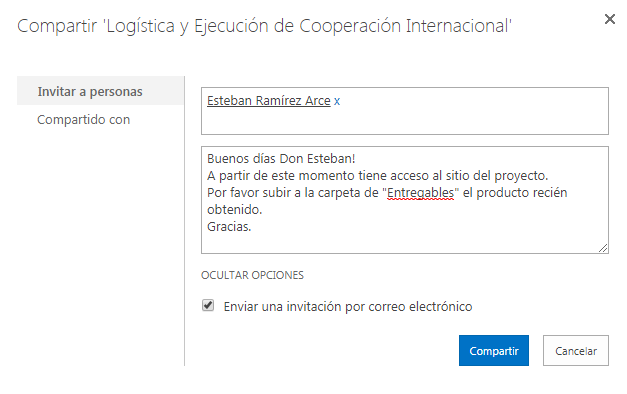 Compartir 'Logística y Ejecución de Cooperación Internacional'
Invitar a personas
Compartido con
Esteban Ramírez Arce x
Buenos días Don Esteban!
A partir de este momento tiene acceso al sitio del proyecto.
Por favor subir a la carpeta de "Entregables" el producto recién
obtenido.
Gracias.
OCULTAR OPCIONES
Enviar una invitación por correo electrónico
Compartir
Cancelar